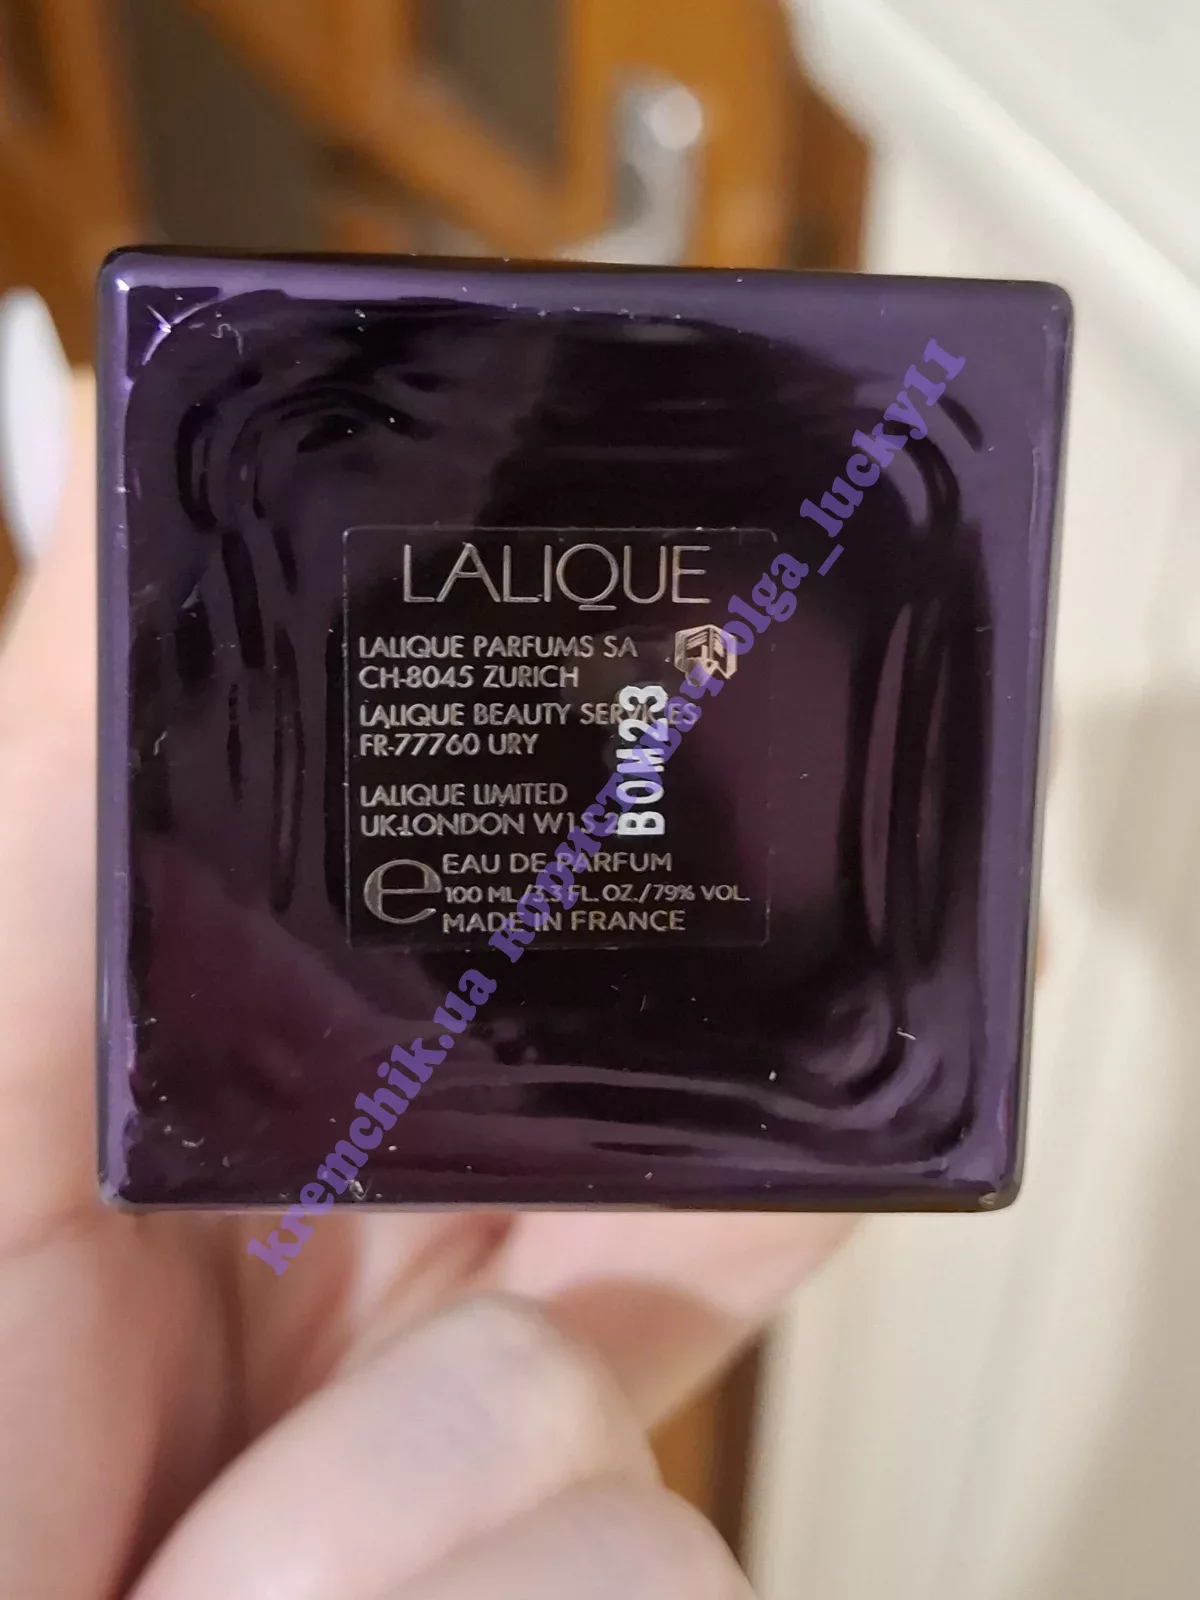 LALIQUE
LALIQUE PARFUMS SA
CH-8045 ZURICH
LALIQUE BEAUTY SERVICES
FR-77760 URY
LALIQUE LIMITED
UK-LONDON W1S
BOM23
e EAU DE PARFUM
100 ML/3.3 FL. OZ./79% VOL.
MADE IN FRANCE
kremchik.ua користувач olga_lucky11